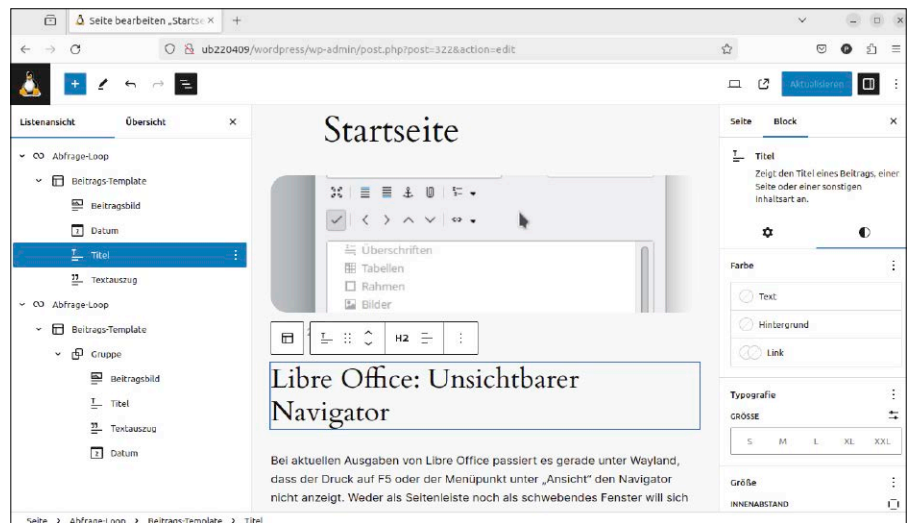 Seite bearbeiten „Startse
ub220409/wordpress/wp-admin/post.php?post=322&action=edit
Aktualisieren
Listenansicht
Übersicht
Abfrage-Loop
Beitrags-Template
Beitragsbild
Datum
Titel
Textauszug
Abfrage-Loop
Beitrags-Template
Gruppe
Beitragsbild
Titel
Textauszug
Datum
Startseite
Überschriften
Tabellen
Rahmen
Bilder
H2
Libre Office: Unsichtbarer
Navigator
Bei aktuellen Ausgaben von Libre Office passiert es gerade unter Wayland,
dass der Druck auf F5 oder der Menüpunkt unter „Ansicht“ den Navigator
nicht anzeigt. Weder als Seitenleiste noch als schwebendes Fenster will sich
Seite Block
Titel
Zeigt den Titel eines Beitrags, einer
Seite oder einer sonstigen
Inhaltsart an.
Farbe
Text
Hintergrund
Link
Typografie
GRÖSSE
S M L XL XXL
Größe
INNENABSTAND
Seite > Abfrage-Loop > Beitrags-Template > Titel